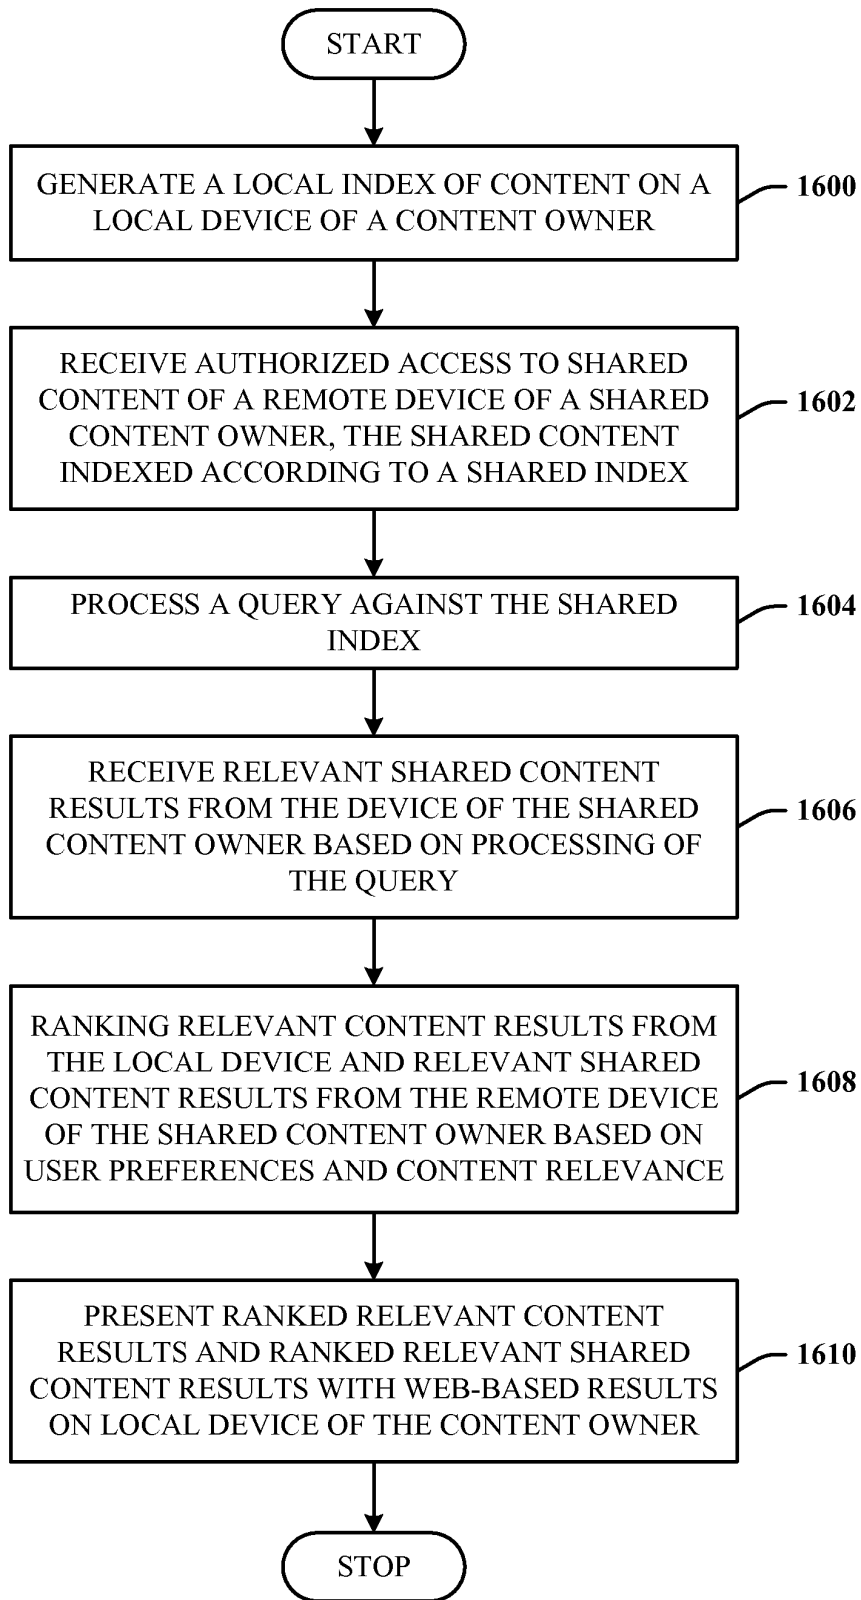 START
GENERATE A LOCAL INDEX OF CONTENT ON A
LOCAL DEVICE OF A CONTENT OWNER
1600
RECEIVE AUTHORIZED ACCESS TO SHARED
CONTENT OF A REMOTE DEVICE OF A SHARED
CONTENT OWNER, THE SHARED CONTENT
INDEXED ACCORDING TO A SHARED INDEX
1602
PROCESS A QUERY AGAINST THE SHARED
INDEX
1604
RECEIVE RELEVANT SHARED CONTENT
RESULTS FROM THE DEVICE OF THE SHARED
CONTENT OWNER BASED ON PROCESSING OF
THE QUERY
1606
RANKING RELEVANT CONTENT RESULTS FROM
THE LOCAL DEVICE AND RELEVANT SHARED
CONTENT RESULTS FROM THE REMOTE DEVICE
OF THE SHARED CONTENT OWNER BASED ON
USER PREFERENCES AND CONTENT RELEVANCE
1608
PRESENT RANKED RELEVANT CONTENT
RESULTS AND RANKED RELEVANT SHARED
CONTENT RESULTS WITH WEB-BASED RESULTS
ON LOCAL DEVICE OF THE CONTENT OWNER
1610
STOP